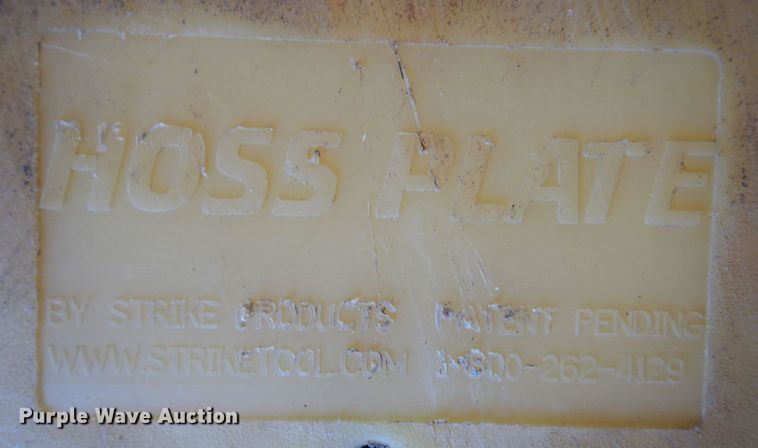 HOSS PLATE
BY STRIKE PRODUCTS PATENT PENDING
WWW.STRIKETOOL.COM 1-800-262-4129
Purple Wave Auction